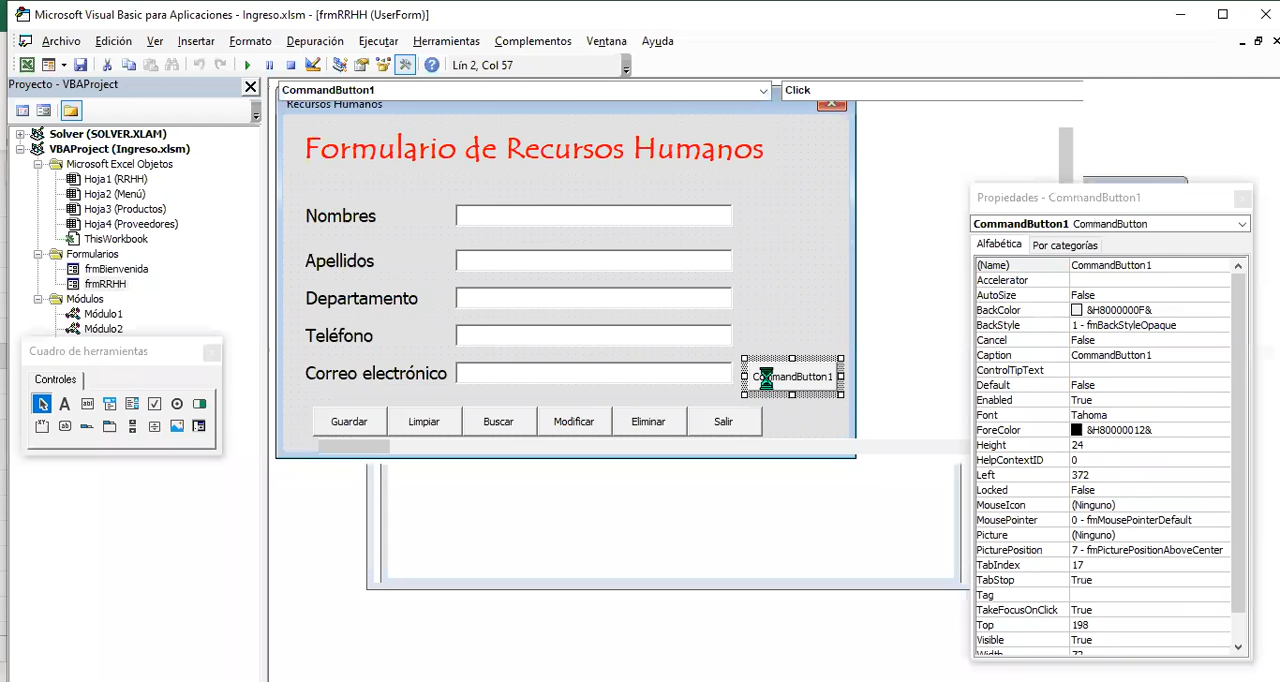 Microsoft Visual Basic para Aplicaciones - Ingreso.xlsm - [frmRRHH (UserForm)]
Archivo Edición Ver Insertar Formato Depuración Ejecutar Herramientas Complementos Ventana Ayuda
Lín 2, Col 57
Proyecto - VBAProject
Solver (SOLVER.XLAM)
VBAProject (Ingreso.xlsm)
Microsoft Excel Objetos
Hoja1 (RRHH)
Hoja2 (Menú)
Hoja3 (Productos)
Hoja4 (Proveedores)
ThisWorkbook
Formularios
frmBienvenida
frmRRHH
Módulos
Módulo1
Módulo2
Cuadro de herramientas
Controles
CommandButton1 Click
Recursos Humanos
Formulario de Recursos Humanos
Nombres
Apellidos
Departamento
Teléfono
Correo electrónico
CommandButton1
Guardar Limpiar Buscar Modificar Eliminar Salir
Propiedades - CommandButton1
CommandButton1 CommandButton
Alfabética Por categorías
(Name) CommandButton1
Accelerator
AutoSize False
BackColor &H8000000F&
BackStyle 1 - fmBackStyleOpaque
Cancel False
Caption CommandButton1
ControlTipText
Default False
Enabled True
Font Tahoma
ForeColor &H80000012&
Height 24
HelpContextID 0
Left 372
Locked False
MouseIcon (Ninguno)
MousePointer 0 - fmMousePointerDefault
Picture (Ninguno)
PicturePosition 7 - fmPicturePositionAboveCenter
TabIndex 17
TabStop True
Tag
TakeFocusOnClick True
Top 198
Visible True
Width 72